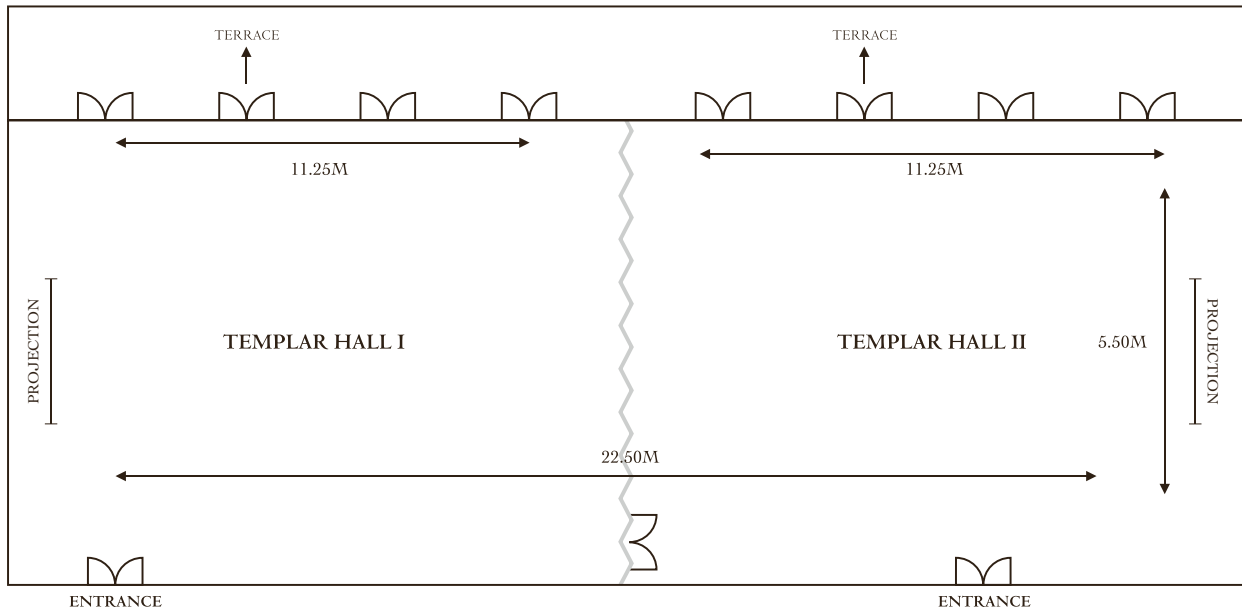 TERRACE
TERRACE
11.25M
11.25M
PROJECTION
TEMPLAR HALL I
TEMPLAR HALL II
5.50M
PROJECTION
22.50M
ENTRANCE
ENTRANCE